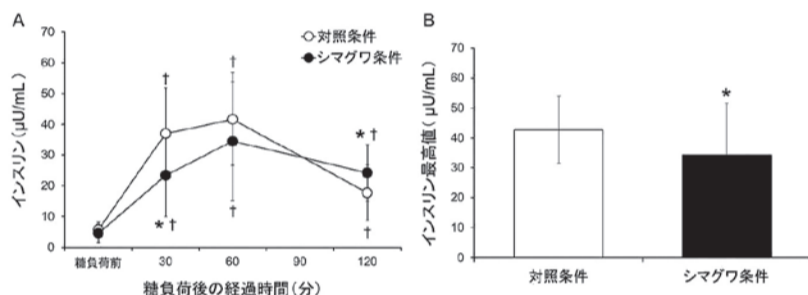 A
インスリン(μU/mL)
70
60
50
40
30
20
10
0
○対照条件
●シマグワ条件
†
†
* †
* †
†
†
糖負荷前 30 60 90 120
糖負荷後の経過時間(分)
B
インスリン最高値( μU/mL)
70
60
50
40
30
20
10
0
*
対照条件 シマグワ条件